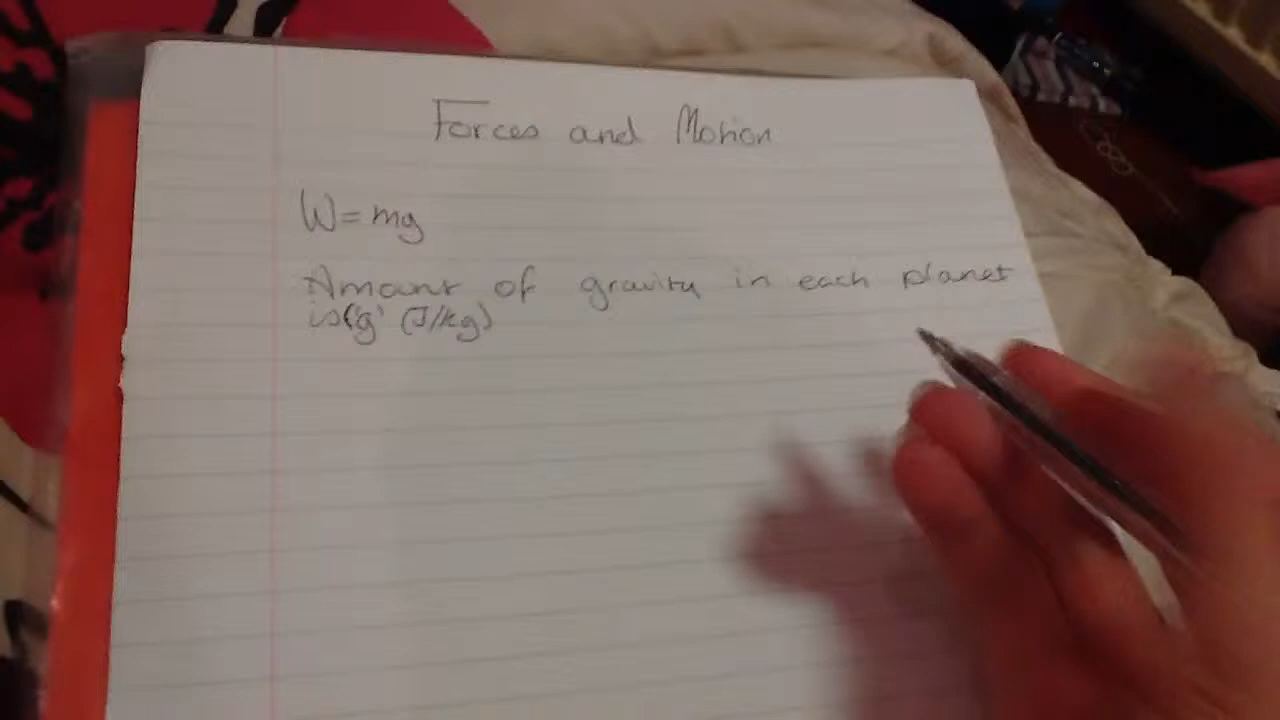 Forces and Motion
W=mg
Amount of gravity in each planet
is 'g' (J/kg)